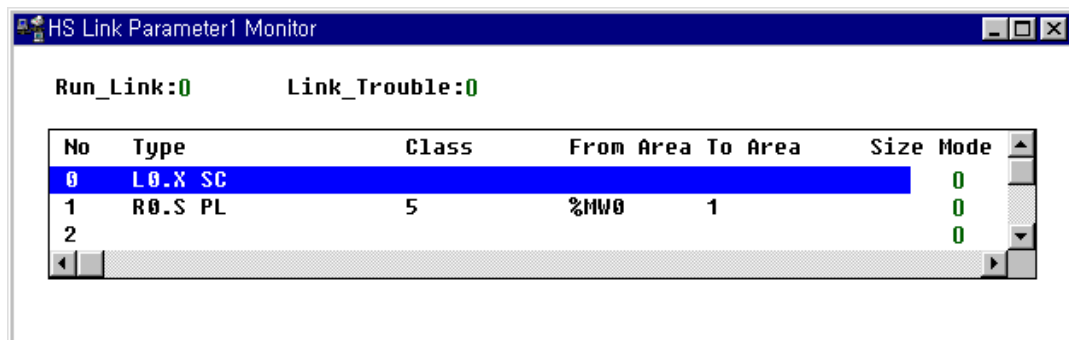 HS Link Parameter1 Monitor
Run_Link:0 Link_Trouble:0
No Type Class From Area To Area Size Mode
0 L0.X SC 0
1 R0.S PL 5 %MW0 1 0
2 0